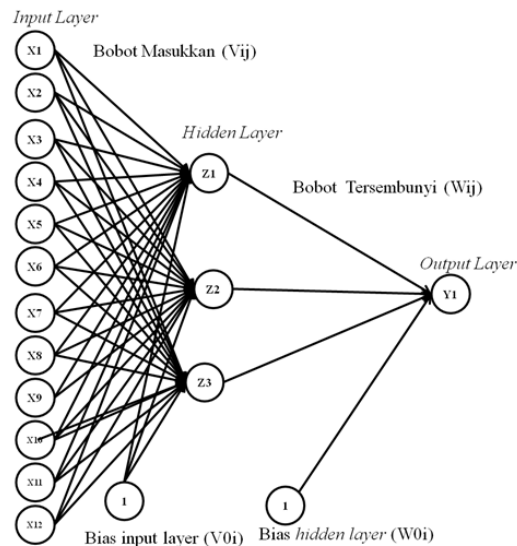 Input Layer
X1
Bobot Masukkan (Vij)
X2
X3
Hidden Layer
X4
Z1
Bobot Tersembunyi (Wij)
X5
X6
Output Layer
Z2
Y1
X7
X8
Z3
X9
X10
X11
1
1
X12
Bias input layer (V0i)
Bias hidden layer (W0i)